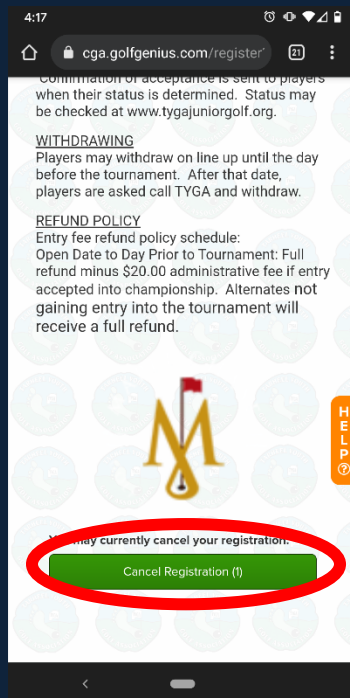 4:17
cga.golfgenius.com/register
21
Confirmation of acceptance is sent to players
when their status is determined.  Status may
be checked at www.tygajuniorgolf.org.
WITHDRAWING
Players may withdraw on line up until the day
before the tournament.  After that date,
players are asked call TYGA and withdraw.
REFUND POLICY
Entry fee refund policy schedule:
Open Date to Day Prior to Tournament: Full
refund minus $20.00 administrative fee if entry
accepted into championship.  Alternates not
gaining entry into the tournament will
receive a full refund.
M
HELP?
may currently cancel your registration.
Cancel Registration (1)